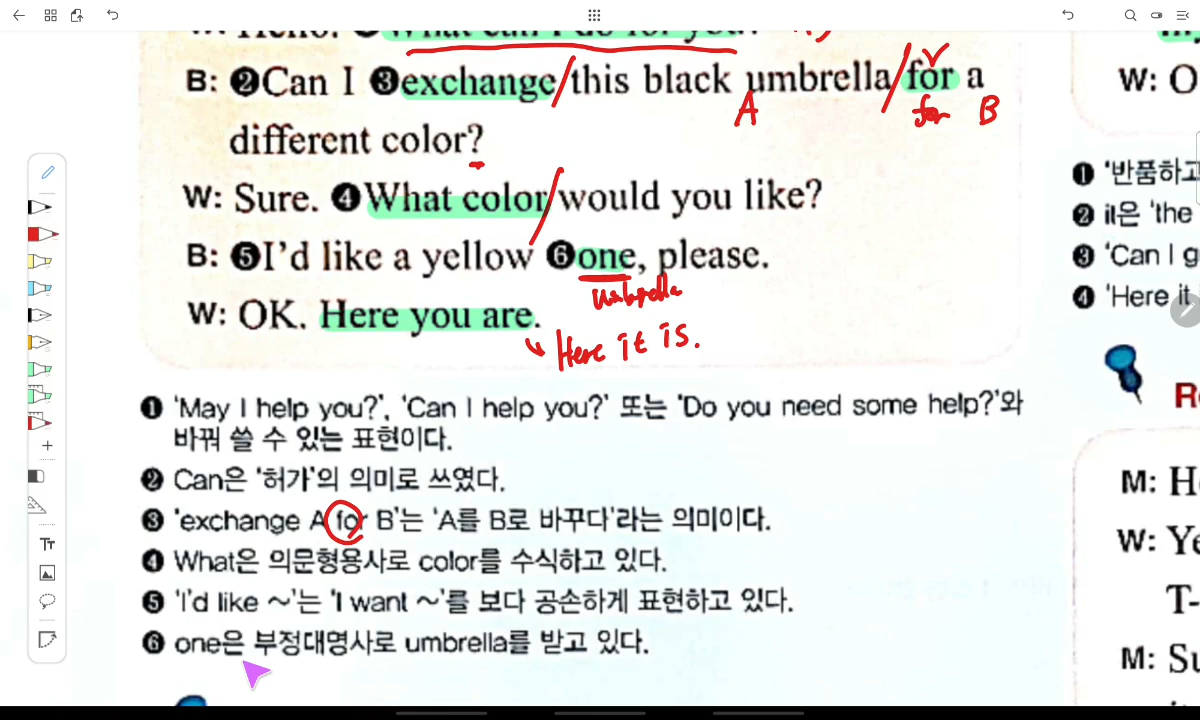 W: Hello. ❶What can I do for you?
B: ❷Can I ❸exchange/this black umbrella/for a
A for B
different color?
W: Sure. ❹What color/would you like?
B: ❺I'd like a yellow ❻one, please.
umbrella
W: OK. Here you are.
Here it is.
❶ 'May I help you?', 'Can I help you?' 또는 'Do you need some help?'와
바꿔 쓸 수 있는 표현이다.
❷ Can은 '허가'의 의미로 쓰였다.
❸ 'exchange A for B'는 'A를 B로 바꾸다'라는 의미이다.
❹ What은 의문형용사로 color를 수식하고 있다.
❺ 'I'd like ~'는 'I want ~'를 보다 공손하게 표현하고 있다.
❻ one은 부정대명사로 umbrella를 받고 있다.
W: O
❶ '반품하고
❷ it은 'the
❸ 'Can I g
❹ 'Here it
R
M: H
W: Ye
T-
M: Su
Tт